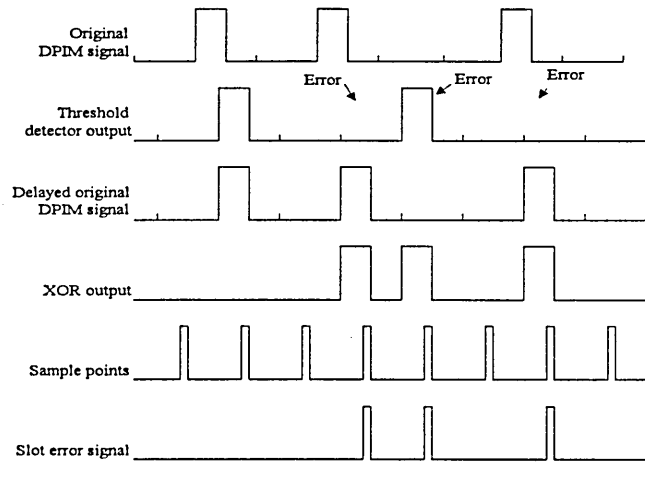 Original
DPIM signal
Error
Error
Error
Threshold
detector output
Delayed original
DPIM signal
XOR output
Sample points
Slot error signal